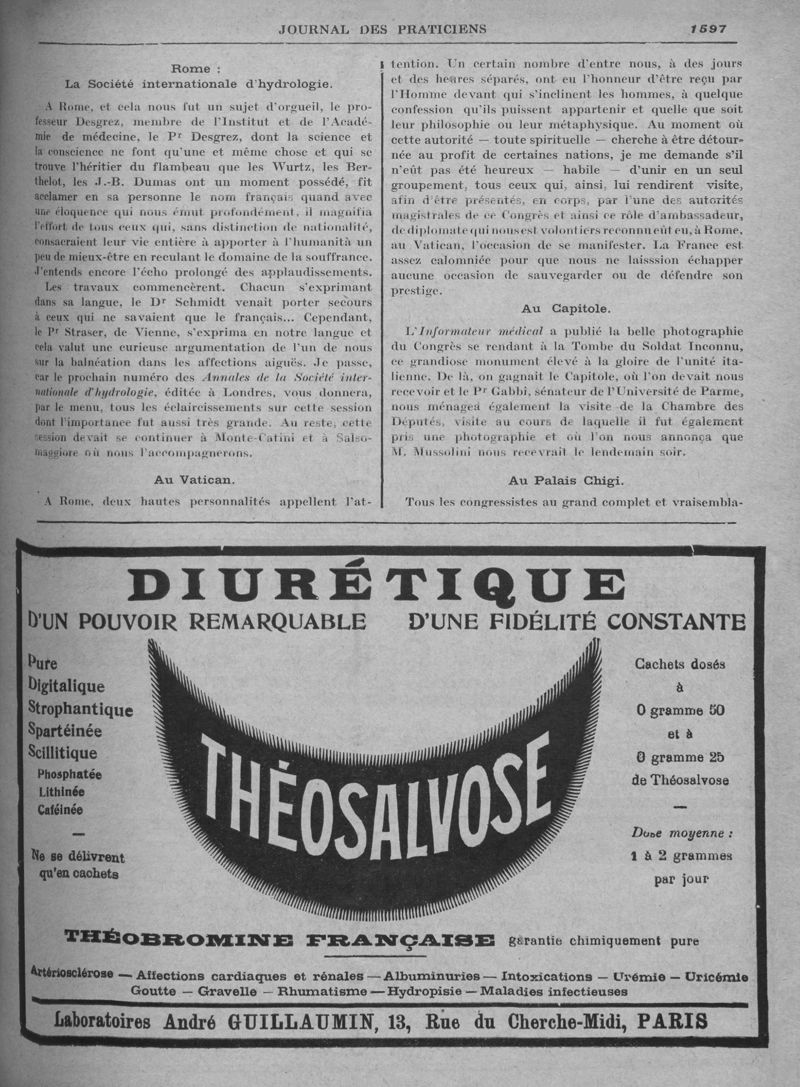 JOURNAL DES PRATICIENS 1597
Rome :
La Société internationale d'hydrologie.
A Rome, et cela nous fut un sujet d'orgueil, le pro-
fesseur Desgrez, membre de l'Institut et de l'Acadé-
mie de médecine, le Pr Desgrez, dont la science et
la conscience ne font qu'une et même chose et qui se
trouve l'héritier du flambeau que les Wurtz, les Ber-
thelot, les J.-B. Dumas ont un moment possédé, fit
acclamer en sa personne le nom français quand avec
une éloquence qui nous émut profondément, il magnifia
l'effort de tous ceux qui, sans distinction de nationalité,
consacraient leur vie entière à apporter à l'humanità un
peu de mieux-être en reculant le domaine de la souffrance.
J'entends encore l'écho prolongé des applaudissements.
Les travaux commencèrent. Chacun s'exprimant
dans sa langue, le Dr Schmidt venait porter secours
à ceux qui ne savaient que le français... Cependant,
le Pr Straser, de Vienne, s'exprima en notre langue et
cela valut une curieuse argumentation de l'un de nous
sur la balnéation dans les affections aiguës. Je passe,
car le prochain numéro des Annales de la Société inter-
nationale d'hydrologie, éditée à Londres, vous donnera,
par le menu, tous les éclaircissements sur cette session
dont l'importance fut aussi très grande. Au reste, cette
session devait se continuer à Monte-Catini et à Salso-
maggiore où nous l'accompagnerons.
Au Vatican.
A Rome, deux hautes personnalités appellent l'at-
tention. Un certain nombre d'entre nous, à des jours
et des heures séparés, ont eu l'honneur d'être reçu par
l'Homme devant qui s'inclinent les hommes, à quelque
confession qu'ils puissent appartenir et quelle que soit
leur philosophie ou leur métaphysique. Au moment où
cette autorité — toute spirituelle — cherche à être détour-
née au profit de certaines nations, je me demande s'il
n'eût pas été heureux — habile — d'unir en un seul
groupement, tous ceux qui, ainsi, lui rendirent visite,
afin d'être présentés, en corps, par l'une des autorités
magistrales de ce Congrès et ainsi ce rôle d'ambassadeur,
de diplomate qui nous est volontiers reconnu eût eu, à Rome,
au Vatican, l'occasion de se manifester. La France est
assez calomniée pour que nous ne laisssion échapper
aucune occasion de sauvegarder ou de défendre son
prestige.
Au Capitole.
L'Informateur médical a publié la belle photographie
du Congrès se rendant à la Tombe du Soldat Inconnu,
ce grandiose monument élevé à la gloire de l'unité ita-
lienne. De là, on gagnait le Capitole, où l'on devait nous
recevoir et le Pr Gabbi, sénateur de l'Université de Parme,
nous ménagea également la visite de la Chambre des
Députés, visite au cours de laquelle il fut également
pris une photographie et où l'on nous annonça que
M. Mussolini nous recevrait le lendemain soir.
Au Palais Chigi.
Tous les congressistes au grand complet et vraisembla-
DIURÉTIQUE
D'UN POUVOIR REMARQUABLE D'UNE FIDÉLITÉ CONSTANTE
Pure
Digitalique
Strophantique
Spartéinée
Scillitique
Phosphatée
Lithinée
Caféinée
Ne se délivrent
qu'en cachets
THÉOSALVOSE
Cachets dosés
à
0 gramme 50
et à
0 gramme 25
de Théosalvose
—
Dose moyenne :
1 à 2 grammes
par jour
THÉOBROMINE FRANÇAISE garantie chimiquement pure
Artériosclérose — Affections cardiaques et rénales — Albuminuries — Intoxications — Urémie — Uricémie
Goutte — Gravelle — Rhumatisme — Hydropisie — Maladies infectieuses
Laboratoires André GUILLAUMIN, 13, Rue du Cherche-Midi, PARIS